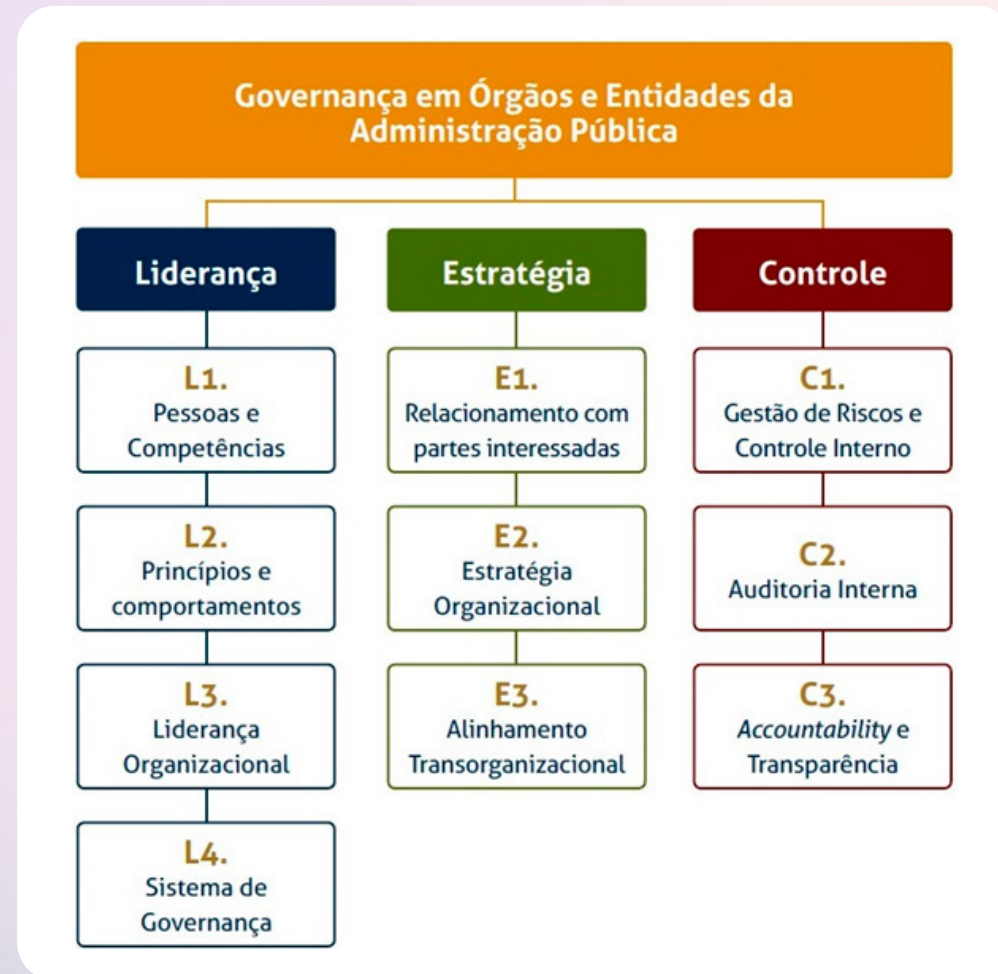 Governança em Órgãos e Entidades da
Administração Pública
Liderança
L1.
Pessoas e
Competências
L2.
Princípios e
comportamentos
L3.
Liderança
Organizacional
L4.
Sistema de
Governança
Estratégia
E1.
Relacionamento com
partes interessadas
E2.
Estratégia
Organizacional
E3.
Alinhamento
Transorganizacional
Controle
C1.
Gestão de Riscos e
Controle Interno
C2.
Auditoria Interna
C3.
Accountability e
Transparência